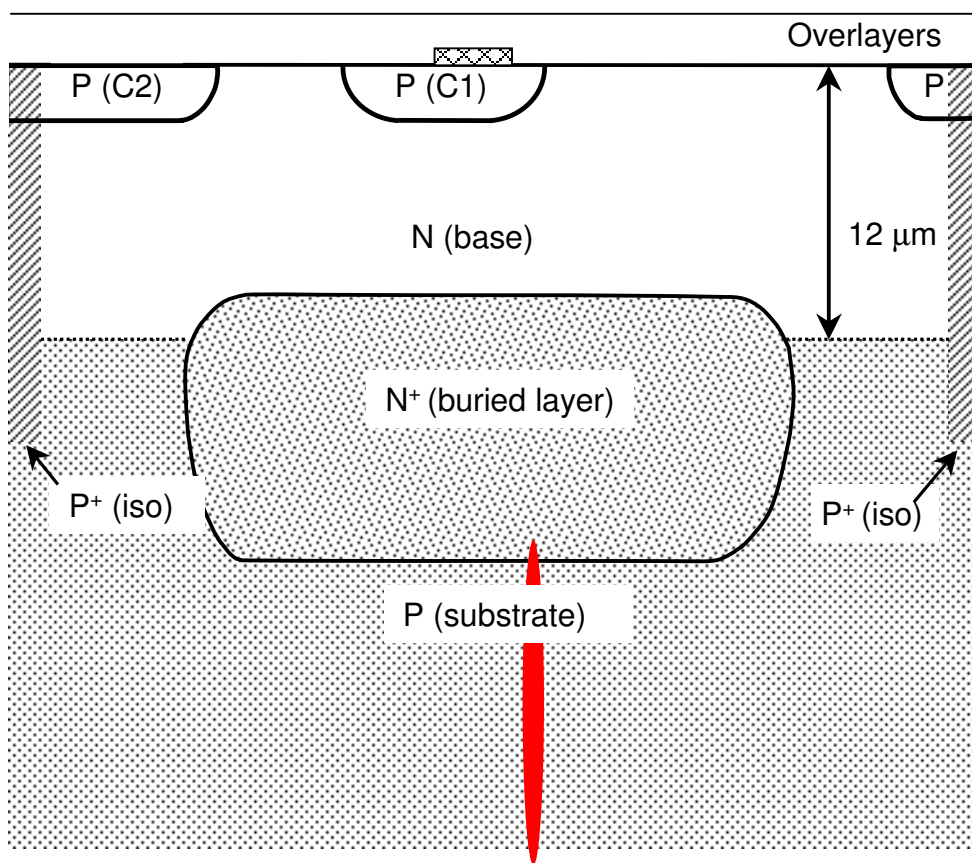 Overlayers
P (C2)
P (C1)
P
N (base)
12 μm
N⁺ (buried layer)
P⁺ (iso)
P⁺ (iso)
P (substrate)